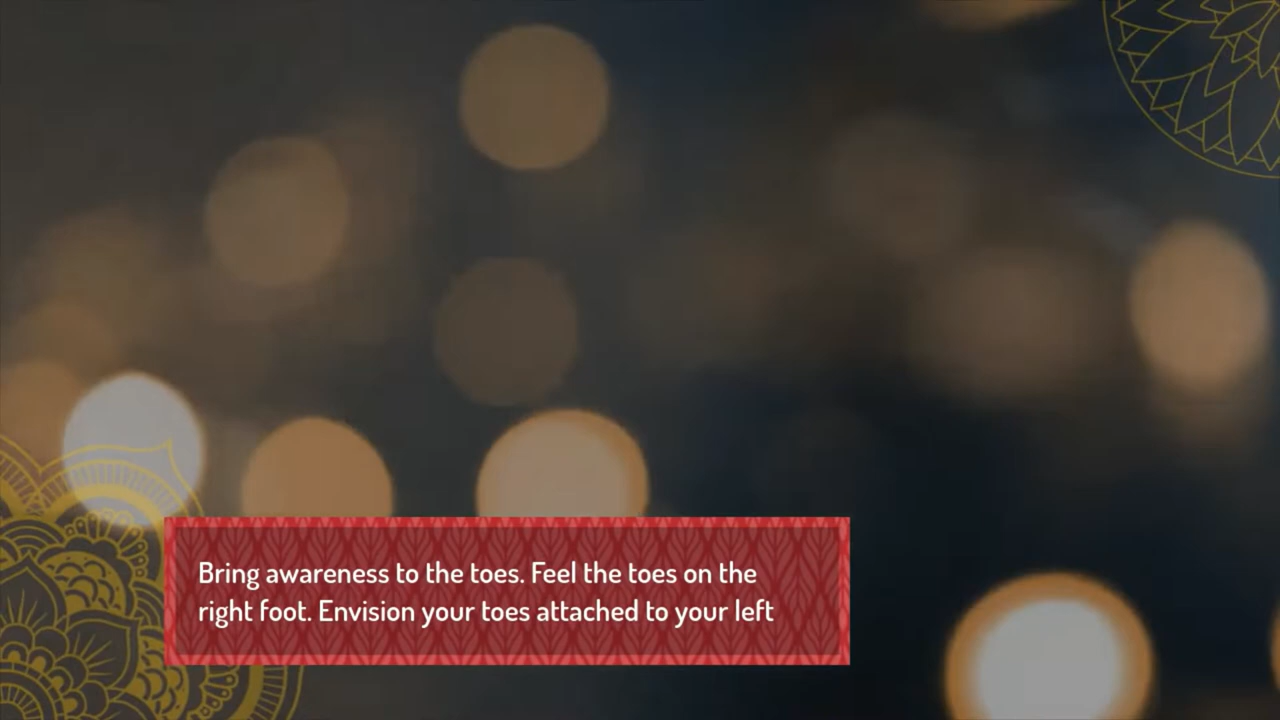 Bring awareness to the toes. Feel the toes on the
right foot. Envision your toes attached to your left